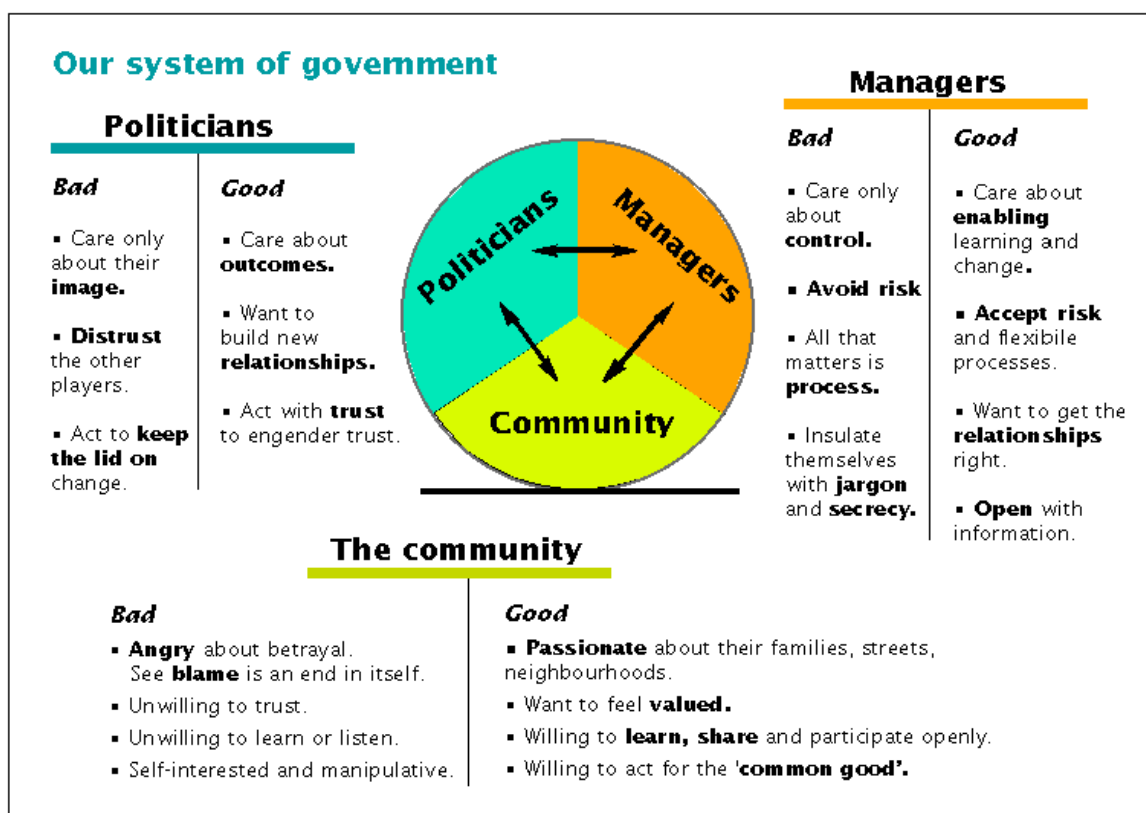 Our system of government
Politicians
Bad
▪ Care only
about their
image.
▪ Distrust
the other
players.
▪ Act to keep
the lid on
change.
Good
▪ Care about
outcomes.
▪ Want to
build new
relationships.
▪ Act with trust
to engender trust.
Politicians
Managers
Community
Managers
Bad
▪ Care only
about
control.
▪ Avoid risk
▪ All that
matters is
process.
▪ Insulate
themselves
with jargon
and secrecy.
Good
▪ Care about
enabling
learning and
change.
▪ Accept risk
and flexibile
processes.
▪ Want to get the
relationships
right.
▪ Open with
information.
The community
Bad
▪ Angry about betrayal.
See blame is an end in itself.
▪ Unwilling to trust.
▪ Unwilling to learn or listen.
▪ Self-interested and manipulative.
Good
▪ Passionate about their families, streets,
neighbourhoods.
▪ Want to feel valued.
▪ Willing to learn, share and participate openly.
▪ Willing to act for the 'common good’.